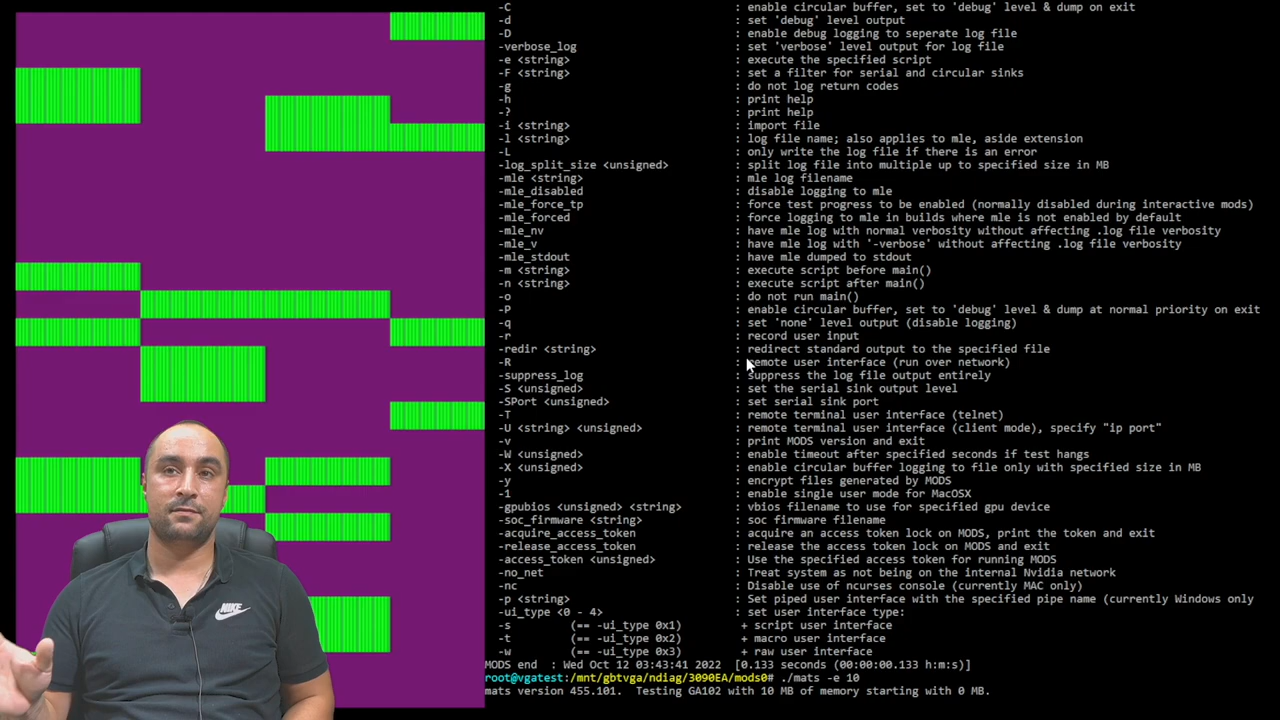 -C : enable circular buffer, set to 'debug' level & dump on exit
-d : set 'debug' level output
-D : enable debug logging to seperate log file
-verbose_log : set 'verbose' level output for log file
-e <string> : execute the specified script
-F <string> : set a filter for serial and circular sinks
-g : do not log return codes
-h : print help
-? : print help
-i <string> : import file
-l <string> : log file name; also applies to mle, aside extension
-L : only write the log file if there is an error
-log_split_size <unsigned> : split log file into multiple up to specified size in MB
-mle <string> : mle log filename
-mle_disabled : disable logging to mle
-mle_force_tp : force test progress to be enabled (normally disabled during interactive mods)
-mle_forced : force logging to mle in builds where mle is not enabled by default
-mle_nv : have mle log with normal verbosity without affecting .log file verbosity
-mle_v : have mle log with '-verbose' without affecting .log file verbosity
-mle_stdout : have mle dumped to stdout
-m <string> : execute script before main()
-n <string> : execute script after main()
-o : do not run main()
-P : enable circular buffer, set to 'debug' level & dump at normal priority on exit
-q : set 'none' level output (disable logging)
-r : record user input
-redir <string> : redirect standard output to the specified file
-R : remote user interface (run over network)
-suppress_log : suppress the log file output entirely
-S <unsigned> : set the serial sink output level
-SPort <unsigned> : set serial sink port
-T : remote terminal user interface (telnet)
-U <string> <unsigned> : remote terminal user interface (client mode), specify "ip port"
-v : print MODS version and exit
-W <unsigned> : enable timeout after specified seconds if test hangs
-X <unsigned> : enable circular buffer logging to file only with specified size in MB
-y : encrypt files generated by MODS
-1 : enable single user mode for MacOSX
-gpubios <unsigned> <string> : vbios filename to use for specified gpu device
-soc_firmware <string> : soc firmware filename
-acquire_access_token : acquire an access token lock on MODS, print the token and exit
-release_access_token : release the access token lock on MODS and exit
-access_token <unsigned> : Use the specified access token for running MODS
-no_net : Treat system as not being on the internal Nvidia network
-nc : Disable use of ncurses console (currently MAC only)
-p <string> : Set piped user interface with the specified pipe name (currently Windows only
-ui_type <0 - 4> : set user interface type:
-s (== -ui_type 0x1) + script user interface
-t (== -ui_type 0x2) + macro user interface
-w (== -ui_type 0x3) + raw user interface
MODS end : Wed Oct 12 03:43:41 2022 [0.133 seconds (00:00:00.133 h:m:s)]
root@vgatest:/mnt/gbtvga/ndiag/3090EA/mods0# ./mats -e 10
mats version 455.101. Testing GA102 with 10 MB of memory starting with 0 MB.
NIKE